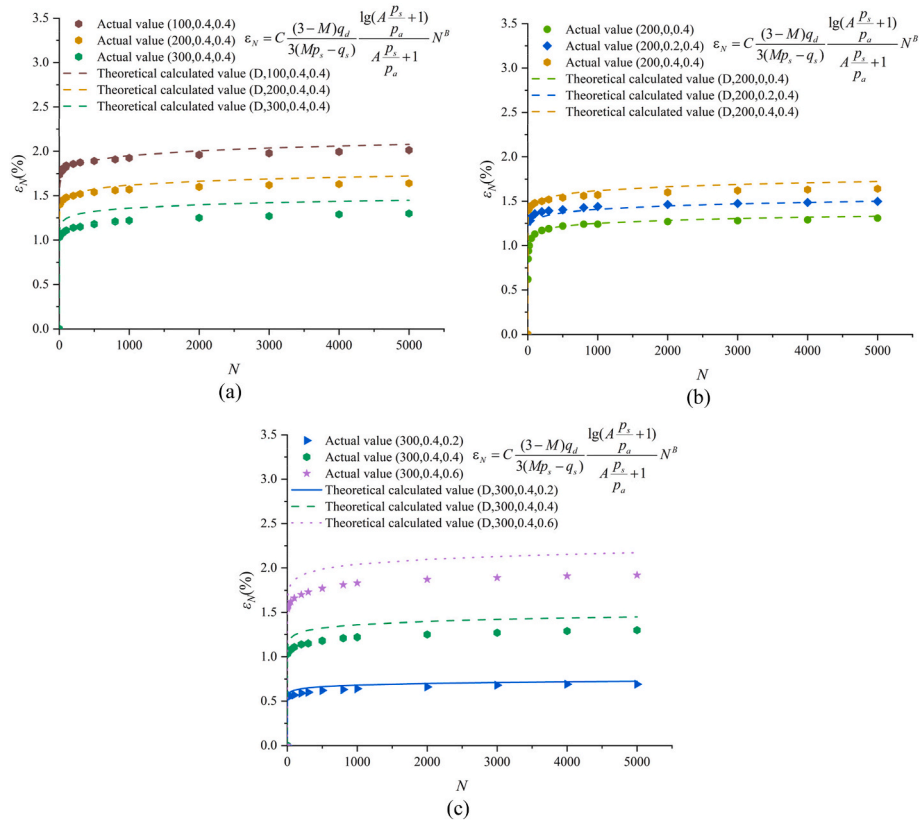 3.5
3.0
2.5
2.0
1.5
1.0
0.5
0.0
ε_N(%)
Actual value (100,0.4,0.4)
Actual value (200,0.4,0.4)
Actual value (300,0.4,0.4)
Theoretical calculated value (D,100,0.4,0.4)
Theoretical calculated value (D,200,0.4,0.4)
Theoretical calculated value (D,300,0.4,0.4)
ε_N = C (3−M)q_d / 3(Mp_s−q_s) lg(A p_s/p_a +1) / A p_s/p_a +1 N^B
0 1000 2000 3000 4000 5000
N
(a)
3.5
3.0
2.5
2.0
1.5
1.0
0.5
0.0
ε_N(%)
Actual value (200,0,0.4)
Actual value (200,0.2,0.4)
Actual value (200,0.4,0.4)
Theoretical calculated value (D,200,0,0.4)
Theoretical calculated value (D,200,0.2,0.4)
Theoretical calculated value (D,200,0.4,0.4)
ε_N = C (3−M)q_d / 3(Mp_s−q_s) lg(A p_s/p_a +1) / A p_s/p_a +1 N^B
0 1000 2000 3000 4000 5000
N
(b)
3.5
3.0
2.5
2.0
1.5
1.0
0.5
0.0
ε_N(%)
Actual value (300,0.4,0.2)
Actual value (300,0.4,0.4)
Actual value (300,0.4,0.6)
Theoretical calculated value (D,300,0.4,0.2)
Theoretical calculated value (D,300,0.4,0.4)
Theoretical calculated value (D,300,0.4,0.6)
ε_N = C (3−M)q_d / 3(Mp_s−q_s) lg(A p_s/p_a +1) / A p_s/p_a +1 N^B
0 1000 2000 3000 4000 5000
N
(c)